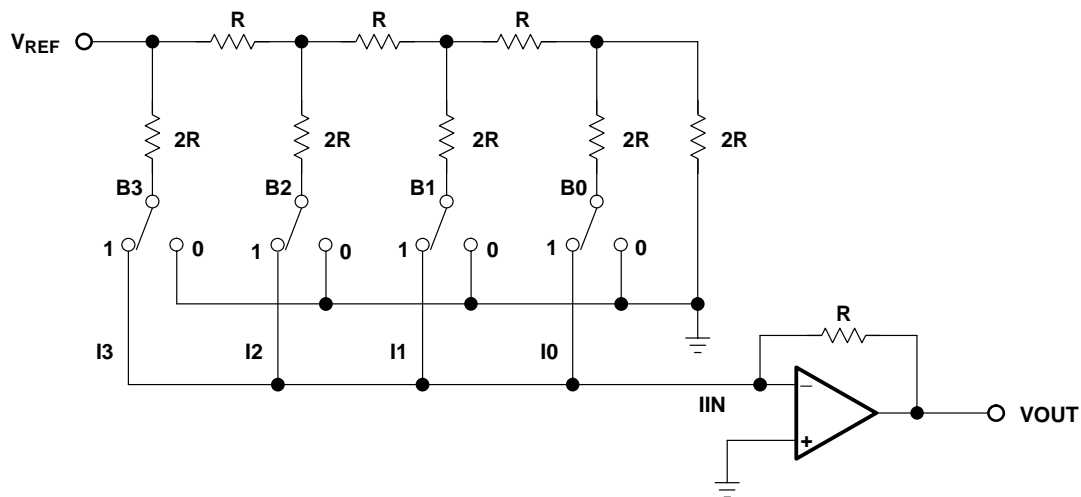 R R R
VREF
2R 2R 2R 2R 2R
B3 B2 B1 B0
1 0 1 0 1 0 1 0
I3 I2 I1 I0
R
IIN
–
+
VOUT